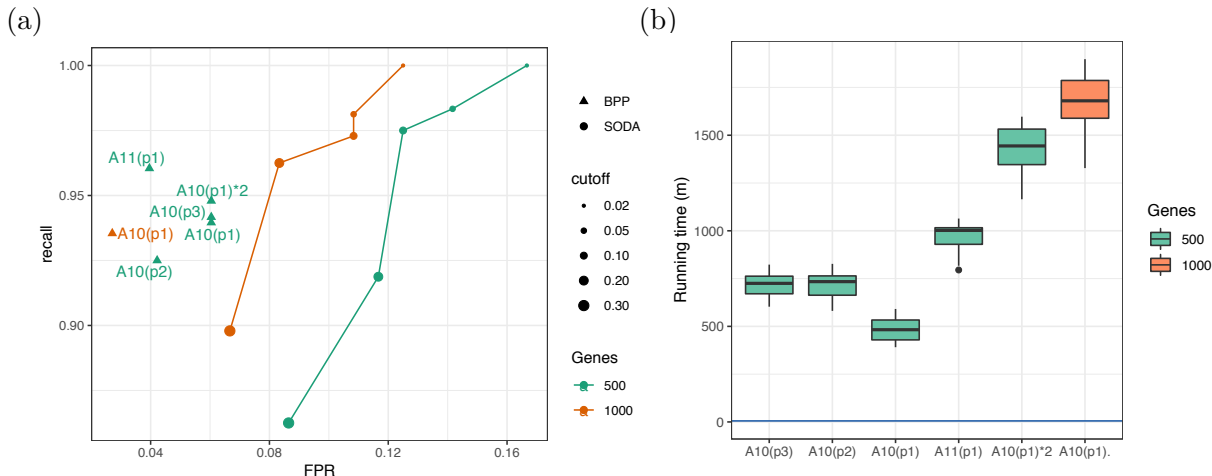 (a)
recall
1.00
0.95
0.90
0.04
0.08
0.12
0.16
FPR
A11(p1)
A10(p1)*2
A10(p3)
A10(p1)
A10(p1)
A10(p2)
BPP
SODA
cutoff
0.02
0.05
0.10
0.20
0.30
Genes
500
1000
(b)
Running time (m)
1500
1000
500
0
A10(p3) A10(p2) A10(p1) A11(p1) A10(p1)*2 A10(p1).
Genes
500
1000